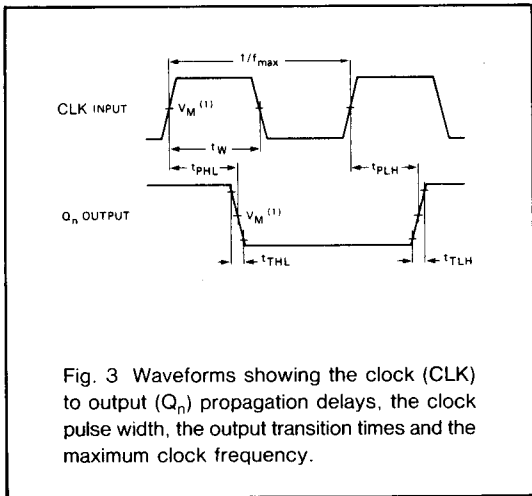 1/fmax
CLK INPUT
VM (1)
tW
tPHL
tPLH
Qn OUTPUT
VM (1)
tTHL
tTLH
Fig. 3 Waveforms showing the clock (CLK)
to output (Qn) propagation delays, the clock
pulse width, the output transition times and the
maximum clock frequency.